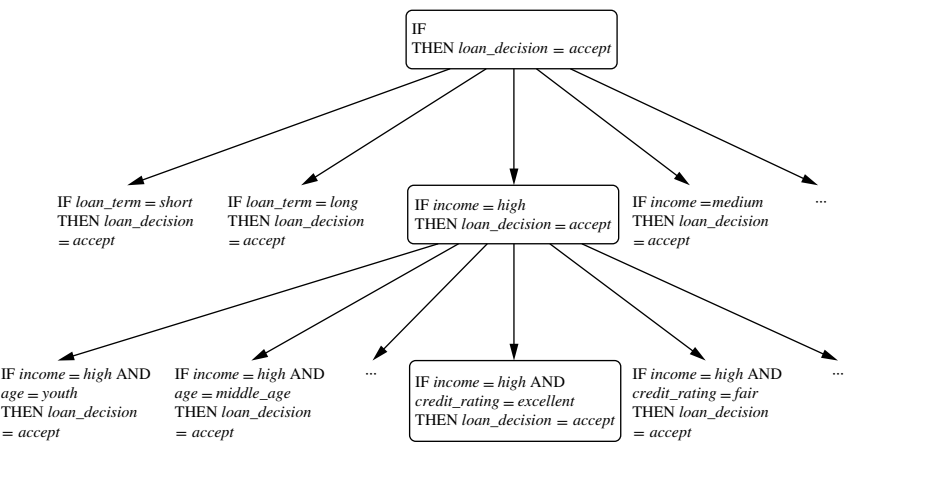 IF
THEN loan_decision = accept
IF loan_term = short
THEN loan_decision
= accept
IF loan_term = long
THEN loan_decision
= accept
IF income = high
THEN loan_decision = accept
IF income =medium
THEN loan_decision
= accept
...
IF income = high AND
age = youth
THEN loan_decision
= accept
IF income = high AND
age = middle_age
THEN loan_decision
= accept
...
IF income = high AND
credit_rating = excellent
THEN loan_decision = accept
IF income = high AND
credit_rating = fair
THEN loan_decision
= accept
...